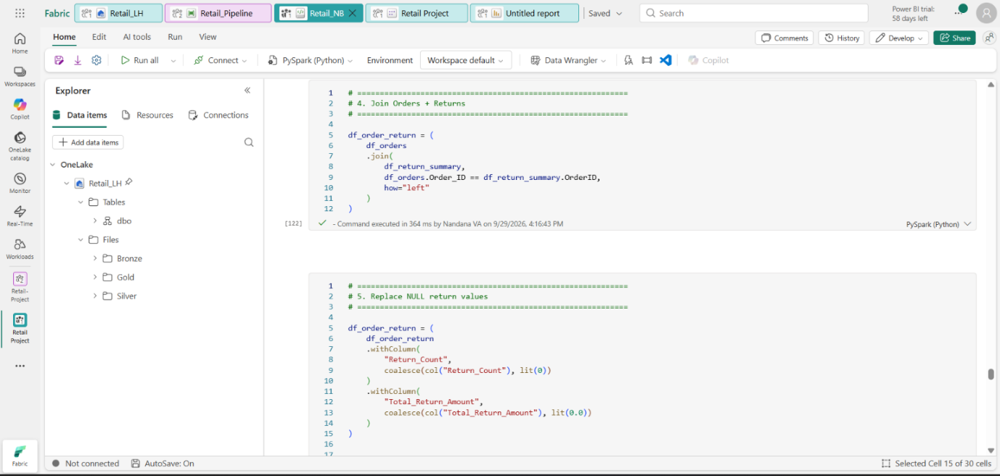 Fabric
Retail_LH
Retail_Pipeline
Retail_NB
Retail Project
Untitled report
Saved
Search
Power BI trial:
58 days left
Home
Edit
AI tools
Run
View
Comments
History
Develop
Share
Run all
Connect
PySpark (Python)
Environment
Workspace default
Data Wrangler
Copilot
Home
Workspaces
Copilot
OneLake
catalog
Monitor
Real-Time
Workloads
Retail-
Project
Retail
Project
Fabric
Explorer
Data items
Resources
Connections
Add data items
OneLake
Retail_LH
Tables
dbo
Files
Bronze
Gold
Silver
1 # ============================================================
2 # 4. Join Orders + Returns
3 # ============================================================
4
5 df_order_return = (
6 df_orders
7 .join(
8 df_return_summary,
9 df_orders.Order_ID == df_return_summary.OrderID,
10 how="left"
11 )
12 )
[122] - Command executed in 364 ms by Nandana VA on 9/29/2026, 4:16:43 PM
PySpark (Python)
1 # ============================================================
2 # 5. Replace NULL return values
3 # ============================================================
4
5 df_order_return = (
6 df_order_return
7 .withColumn(
8 "Return_Count",
9 coalesce(col("Return_Count"), lit(0))
10 )
11 .withColumn(
12 "Total_Return_Amount",
13 coalesce(col("Total_Return_Amount"), lit(0.0))
14 )
15 )
16
17
Not connected
AutoSave: On
Selected Cell 15 of 30 cells